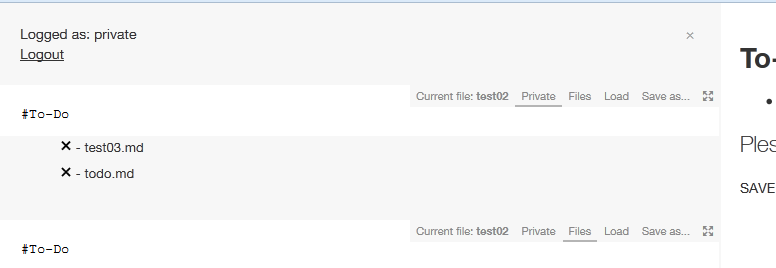 Logged as: private ×
Logout
Current file: test02 Private Files Load Save as...
#To-Do
✕ - test03.md
✕ - todo.md
Current file: test02 Private Files Load Save as...
#To-Do
To-
•
Ples
SAVE